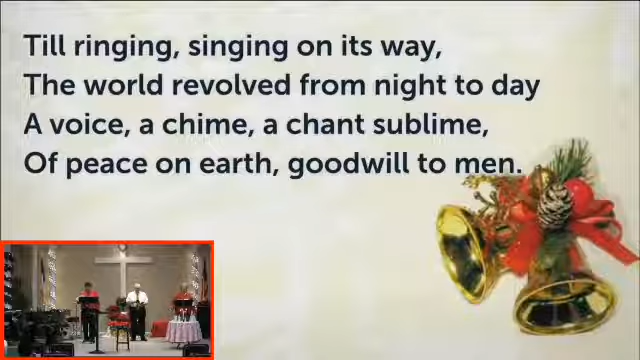 Till ringing, singing on its way,
The world revolved from night to day
A voice, a chime, a chant sublime,
Of peace on earth, goodwill to men.